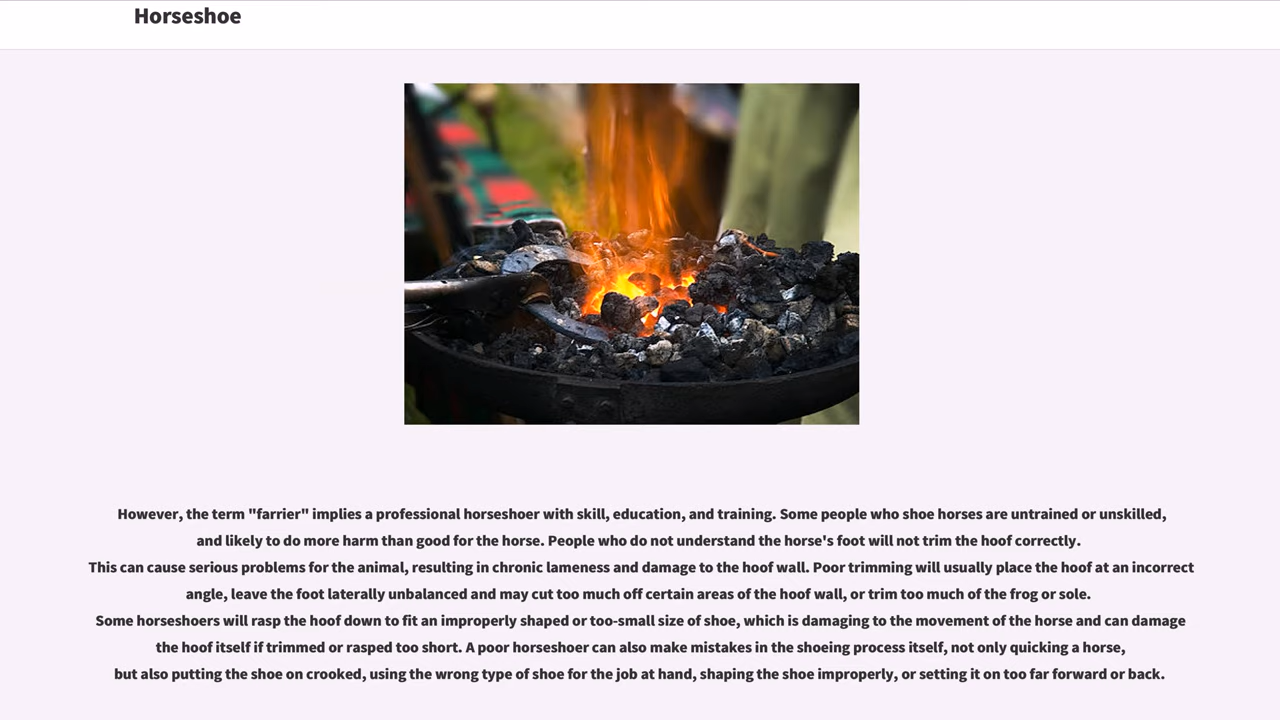 Horseshoe
However, the term "farrier" implies a professional horseshoer with skill, education, and training. Some people who shoe horses are untrained or unskilled,
and likely to do more harm than good for the horse. People who do not understand the horse's foot will not trim the hoof correctly.
This can cause serious problems for the animal, resulting in chronic lameness and damage to the hoof wall. Poor trimming will usually place the hoof at an incorrect
angle, leave the foot laterally unbalanced and may cut too much off certain areas of the hoof wall, or trim too much of the frog or sole.
Some horseshoers will rasp the hoof down to fit an improperly shaped or too-small size of shoe, which is damaging to the movement of the horse and can damage
the hoof itself if trimmed or rasped too short. A poor horseshoer can also make mistakes in the shoeing process itself, not only quicking a horse,
but also putting the shoe on crooked, using the wrong type of shoe for the job at hand, shaping the shoe improperly, or setting it on too far forward or back.